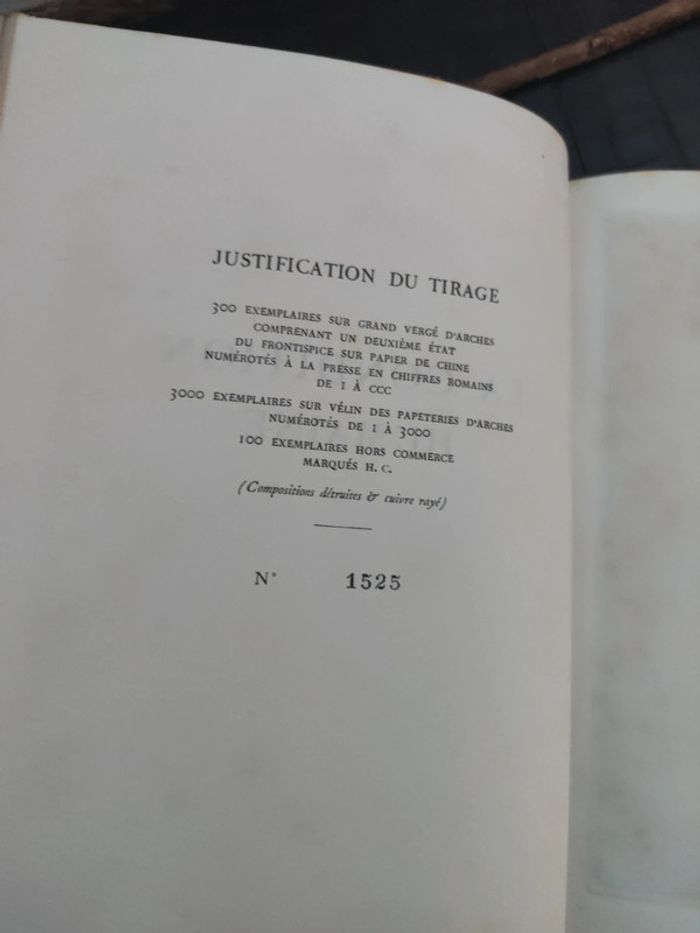 JUSTIFICATION DU TIRAGE
300 EXEMPLAIRES SUR GRAND VERGÉ D'ARCHES
COMPRENANT UN DEUXIÈME ÉTAT
DU FRONTISPICE SUR PAPIER DE CHINE
NUMÉROTÉS À LA PRESSE EN CHIFFRES ROMAINS
DE I À CCC
3000 EXEMPLAIRES SUR VÉLIN DES PAPETERIES D'ARCHES
NUMÉROTÉS DE 1 À 3000
100 EXEMPLAIRES HORS COMMERCE
MARQUÉS H. C.
(Compositions détruites & cuivre rayé)
N° 1525